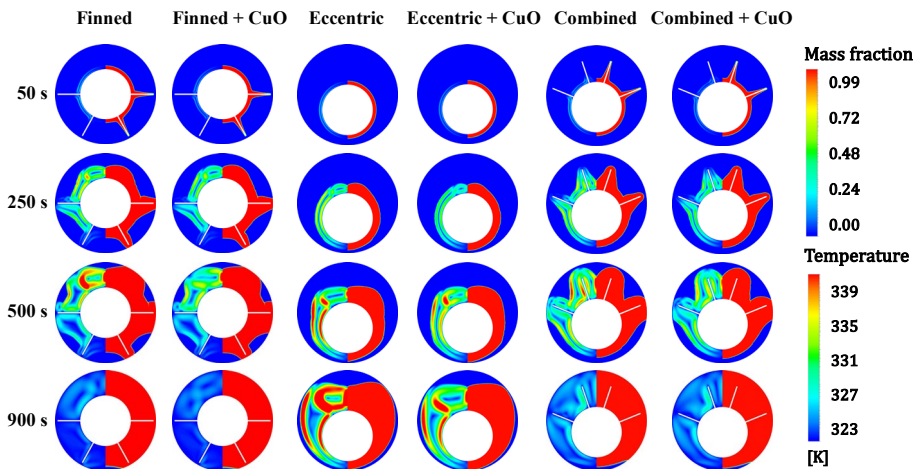 Finned Finned + CuO Eccentric Eccentric + CuO Combined Combined + CuO
50 s
250 s
500 s
900 s
Mass fraction
0.99
0.72
0.48
0.24
0.00
Temperature
339
335
331
327
323
[K]